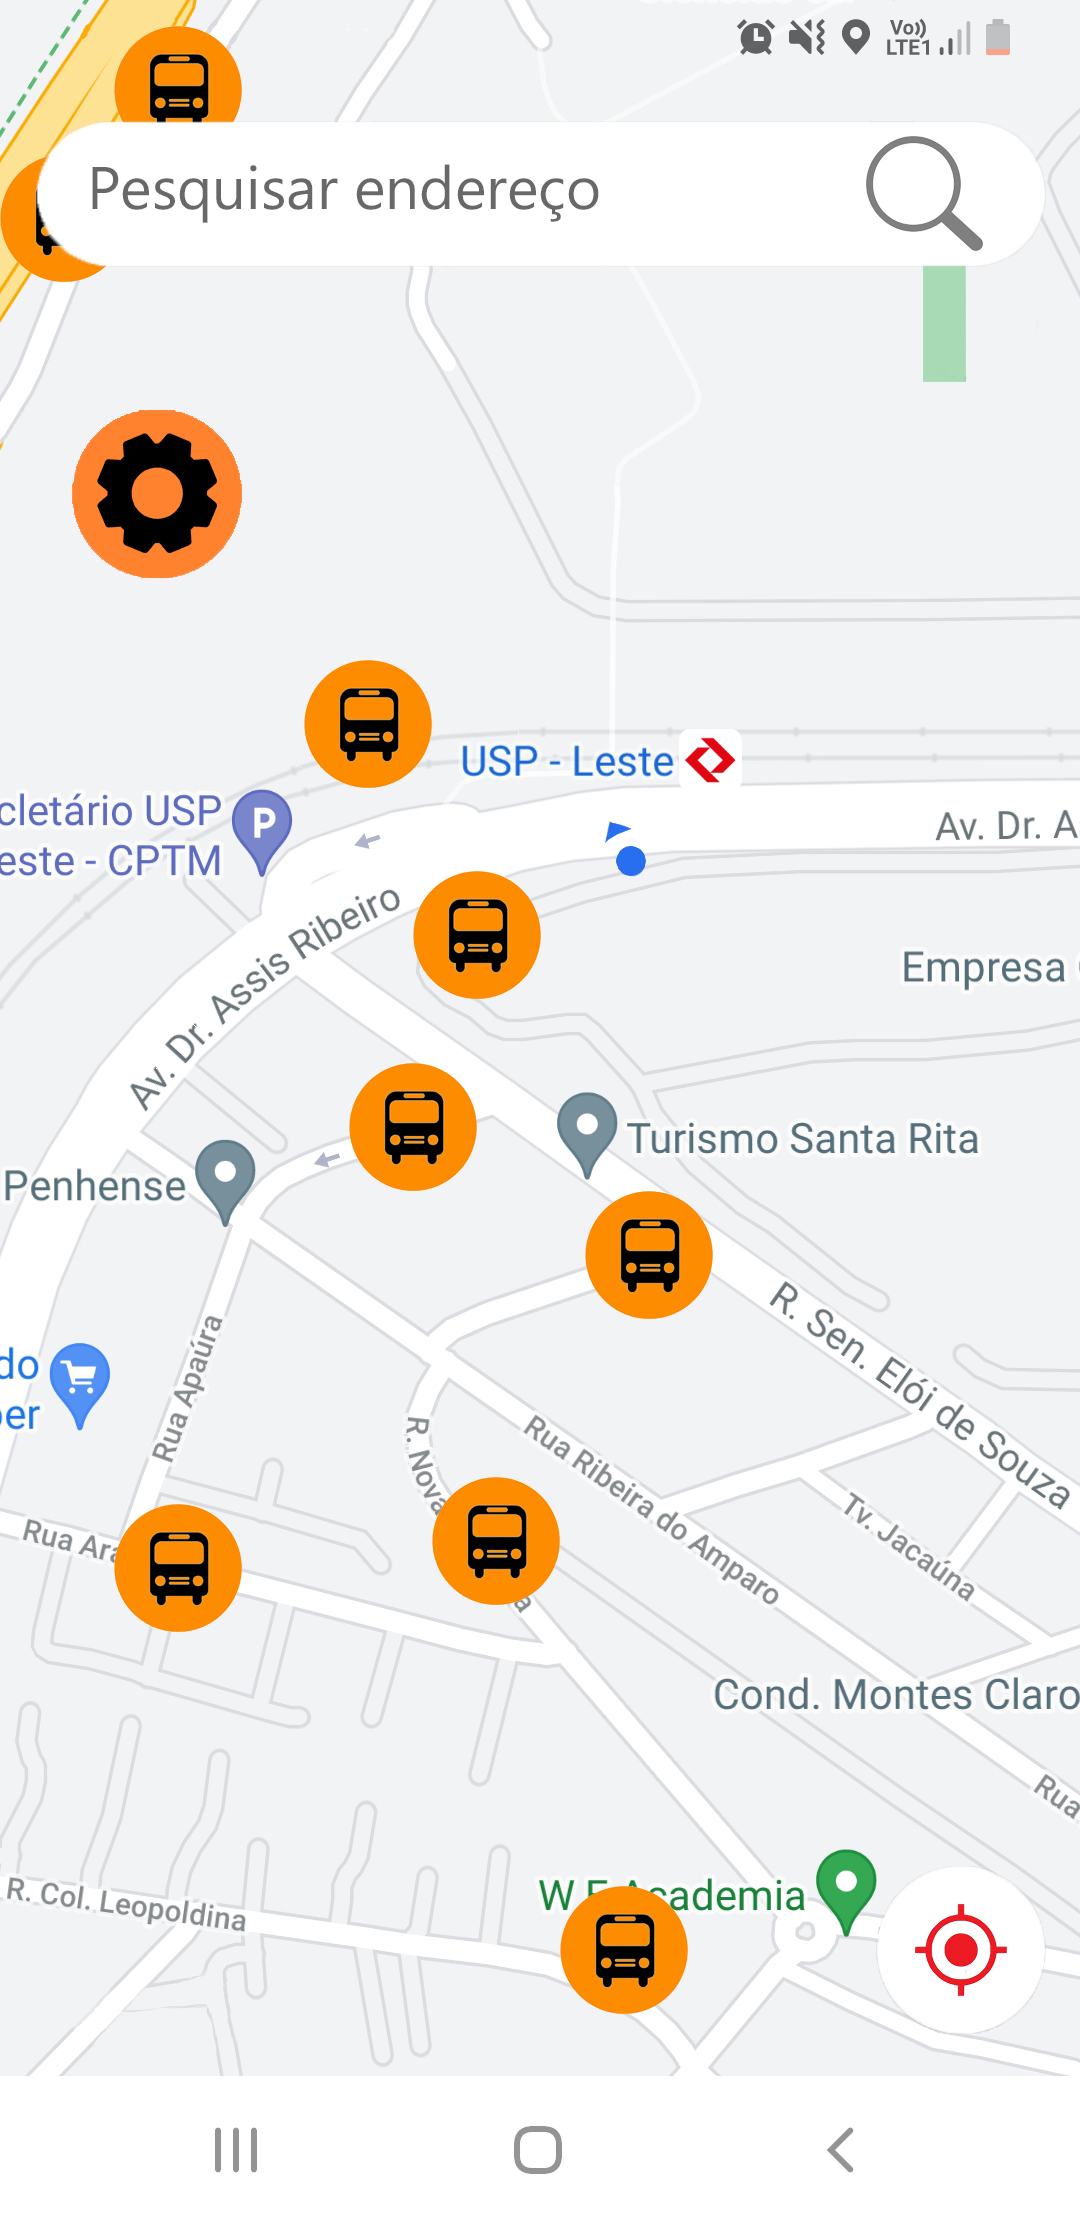 Vo))
LTE1
Pesquisar endereço
USP - Leste
cletário USP
este - CPTM
P
Av. Dr. A
Av. Dr. Assis Ribeiro
Empresa
Turismo Santa Rita
Penhense
R. Sen. Elói de Souza
do
per
Rua Apaúra
R. Nova
Rua Ribeira do Amparo
Tv. Jacaúna
Rua Ara
a
Cond. Montes Claro
Rua
W E Academia
R. Col. Leopoldina